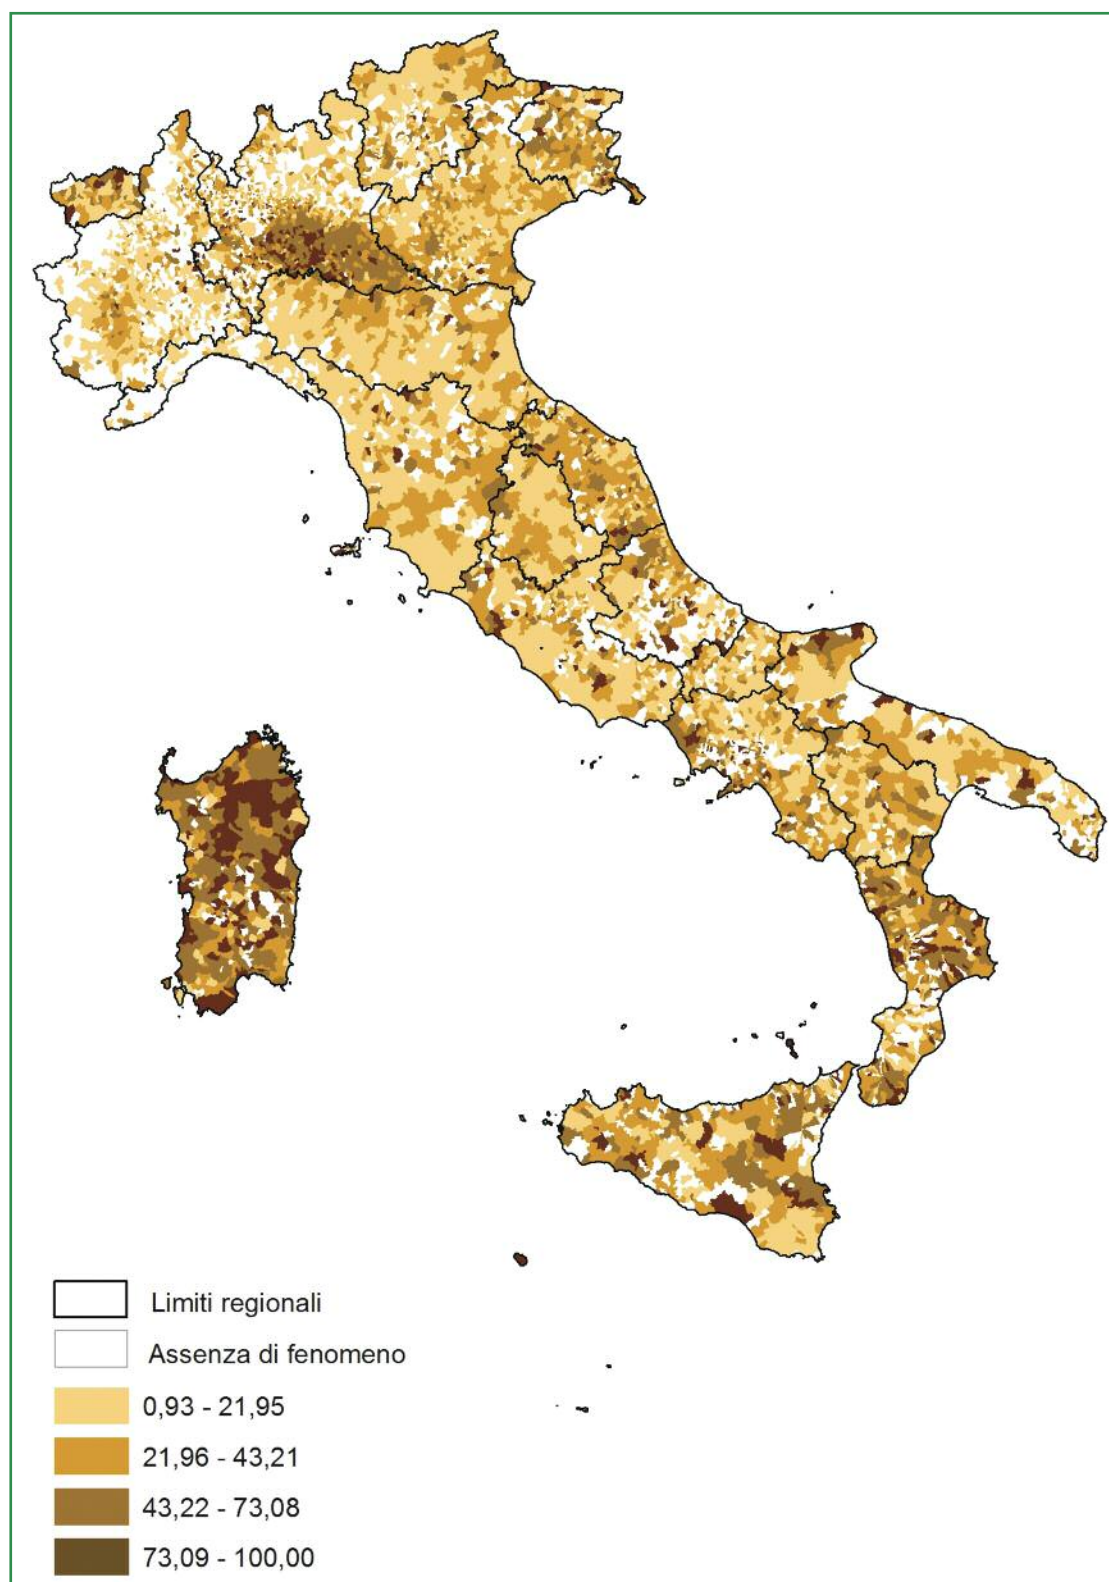 Limiti regionali
Assenza di fenomeno
0,93 - 21,95
21,96 - 43,21
43,22 - 73,08
73,09 - 100,00